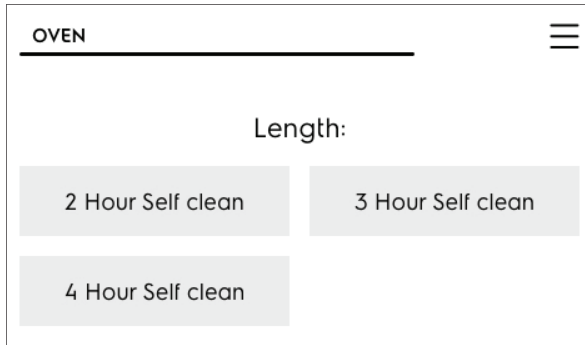 OVEN
Length:
2 Hour Self clean
3 Hour Self clean
4 Hour Self clean